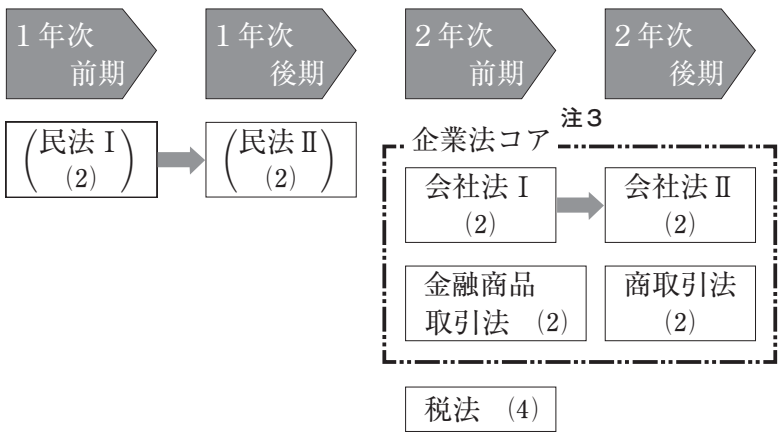 1年次
前期
1年次
後期
2年次
前期
2年次
後期
(民法Ⅰ
(2))
(民法Ⅱ
(2))
注3
企業法コア
会社法Ⅰ
(2)
会社法Ⅱ
(2)
金融商品
取引法 (2)
商取引法
(2)
税法 (4)